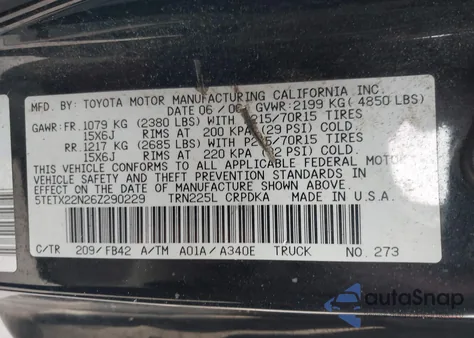 MFD. BY: TOYOTA MOTOR MANUFACTURING CALIFORNIA INC.
DATE 06/06 GVWR: 2199 KG (4850 LBS)
GAWR: FR. 1079 KG (2380 LBS) WITH P215/70R15 TIRES
15X6J RIMS AT 200 KPA (29 PSI) COLD.
RR. 1217 KG (2685 LBS) WITH TIRES
15X6J RIMS AT 220 KPA PSI) COLD.
THIS VEHICLE CONFORMS TO ALL APPLICABLE FEDERAL MOTOR
VEHICLE SAFETY AND THEFT PREVENTION STANDARDS IN
EFFECT ON THE DATE OF MANUFACTURE SHOWN ABOVE.
5TETX22N26Z290229 TRN225L CRPDKA MADE IN U.S.A.
C/TR 209/FB42 A/TM A01A/A340E TRUCK NO. 273
autoSnap